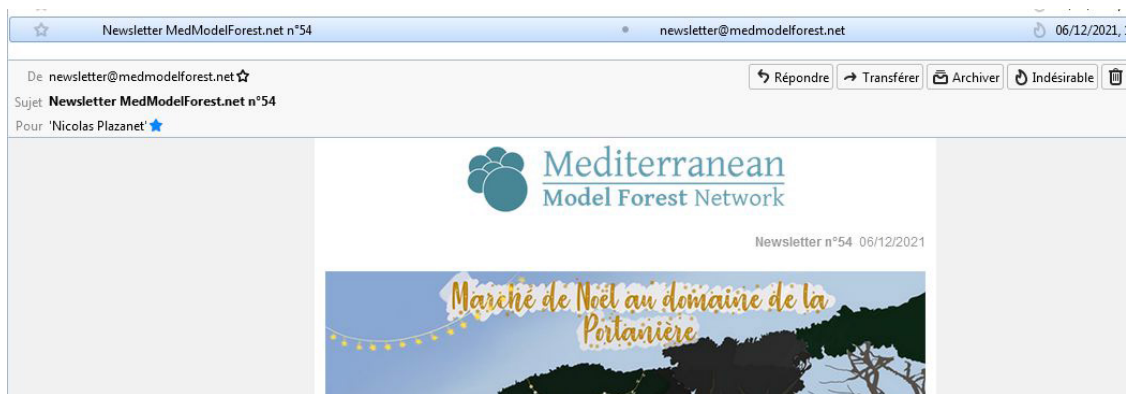 Newsletter MedModelForest.net n°54 newsletter@medmodelforest.net 06/12/2021,
De newsletter@medmodelforest.net
Répondre Transférer Archiver Indésirable
Sujet Newsletter MedModelForest.net n°54
Pour 'Nicolas Plazanet'
Mediterranean
Model Forest Network
Newsletter n°54 06/12/2021
Marché de Noël au domaine de la
Portanière